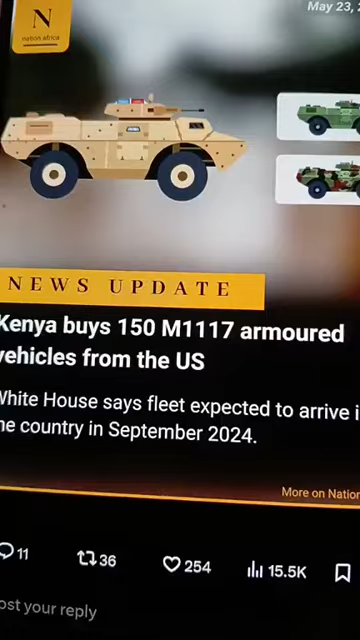 May 23,
N
nation.africa
NEWS UPDATE
Kenya buys 150 M1117 armoured
vehicles from the US
White House says fleet expected to arrive i
he country in September 2024.
More on Nation
11 36 254 15.5K
ost your reply